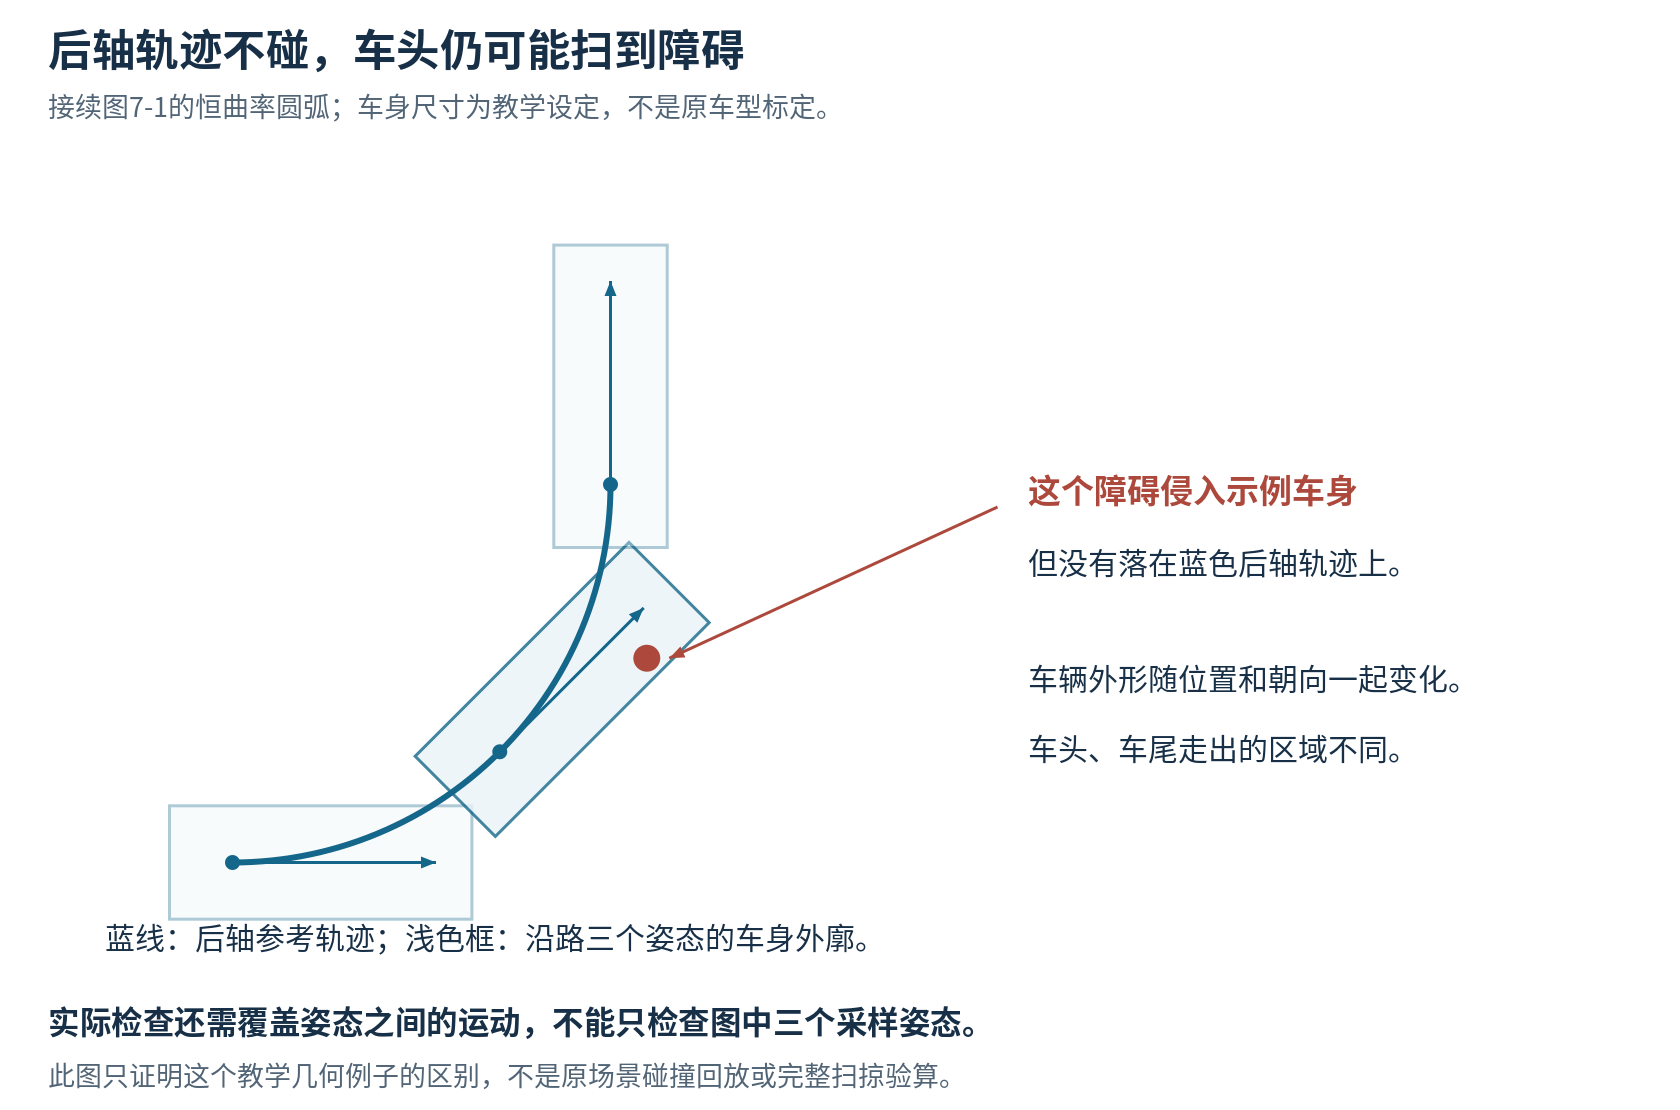 后轴轨迹不碰，车头仍可能扫到障碍
接续图7-1的恒曲率圆弧；车身尺寸为教学设定，不是原车型标定。
这个障碍侵入示例车身
但没有落在蓝色后轴轨迹上。
车辆外形随位置和朝向一起变化。
车头、车尾走出的区域不同。
蓝线：后轴参考轨迹；浅色框：沿路三个姿态的车身外廓。
实际检查还需覆盖姿态之间的运动，不能只检查图中三个采样姿态。
此图只证明这个教学几何例子的区别，不是原场景碰撞回放或完整扫掠验算。